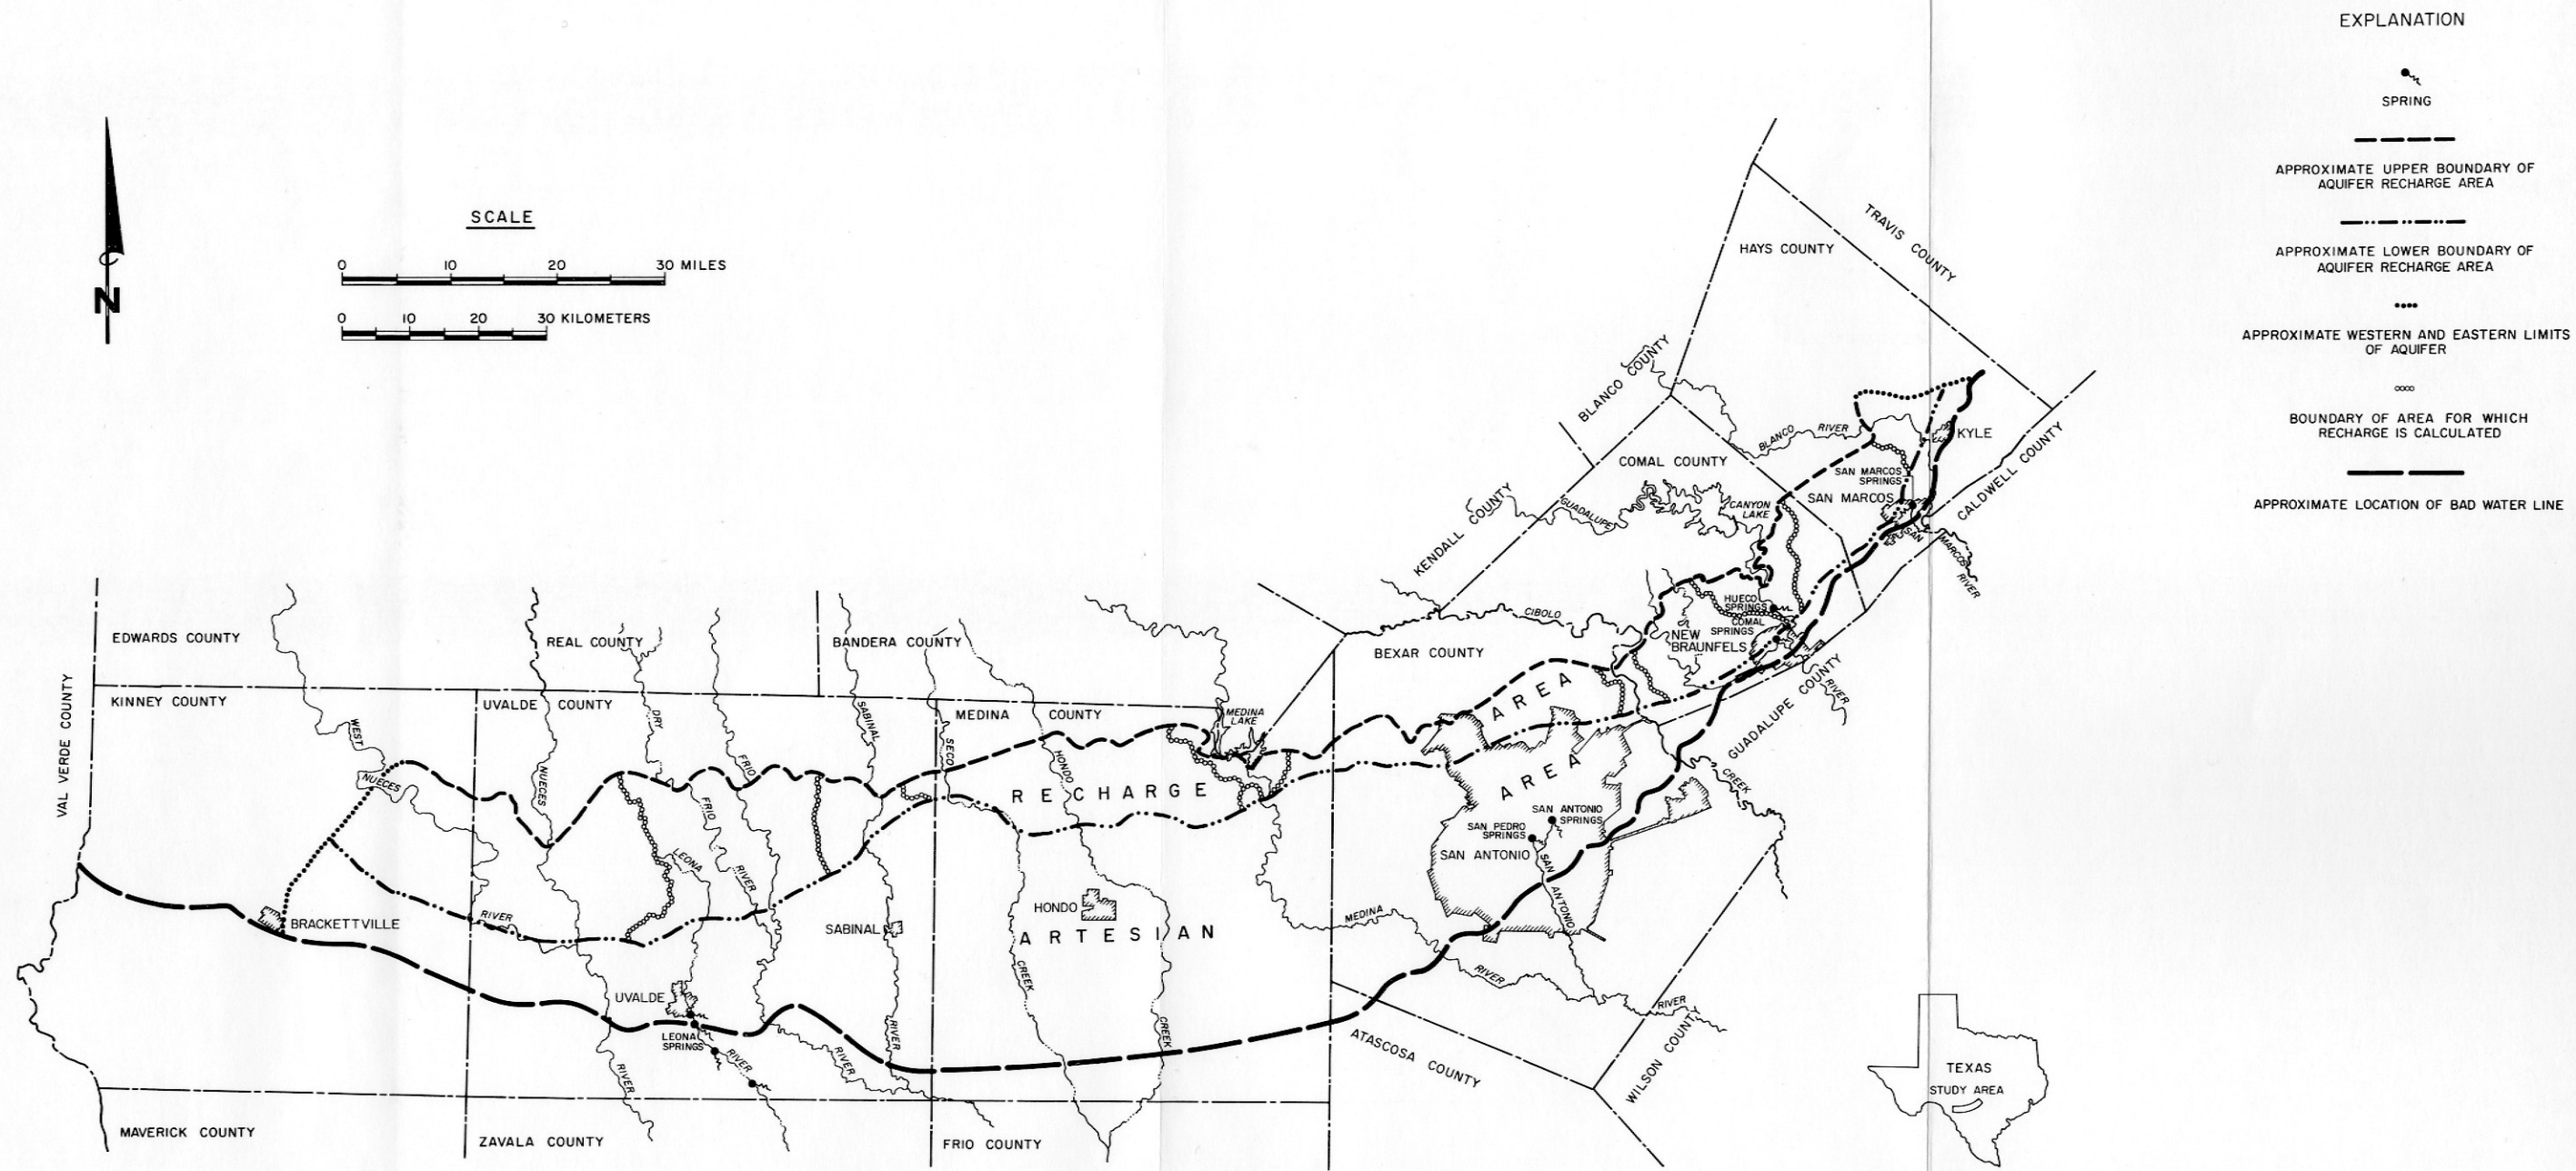 EXPLANATION
SPRING
APPROXIMATE UPPER BOUNDARY OF
AQUIFER RECHARGE AREA
APPROXIMATE LOWER BOUNDARY OF
AQUIFER RECHARGE AREA
APPROXIMATE WESTERN AND EASTERN LIMITS
OF AQUIFER
BOUNDARY OF AREA FOR WHICH
RECHARGE IS CALCULATED
APPROXIMATE LOCATION OF BAD WATER LINE
N
SCALE
0 10 20 30 MILES
0 10 20 30 KILOMETERS
TRAVIS COUNTY
HAYS COUNTY
BLANCO COUNTY
BLANCO RIVER
KYLE
COMAL COUNTY
SAN MARCOS
SPRINGS
SAN MARCOS
CALDWELL COUNTY
KENDALL COUNTY
GUADALUPE
CANYON
LAKE
SAN MARCOS RIVER
HUECO
SPRINGS
COMAL
SPRINGS
NEW
BRAUNFELS
CIBOLO
BEXAR COUNTY
GUADALUPE COUNTY
RIVER
EDWARDS COUNTY
REAL COUNTY
BANDERA COUNTY
KINNEY COUNTY
UVALDE COUNTY
MEDINA COUNTY
MEDINA
LAKE
VAL VERDE COUNTY
WEST
NUECES
NUECES
DRY
FRIO
FRIO
RIVER
SABINAL
SECO
HONDO
RECHARGE
AREA
AREA
CREEK
LEONA
SAN ANTONIO
SPRINGS
SAN PEDRO
SPRINGS
SAN ANTONIO
SAN ANTONIO
BRACKETTVILLE
RIVER
SABINAL
HONDO
ARTESIAN
MEDINA
RIVER
RIVER
CREEK
UVALDE
LEONA
SPRINGS
RIVER
RIVER
RIVER
RIVER
CREEK
ATASCOSA COUNTY
WILSON COUNTY
MAVERICK COUNTY
ZAVALA COUNTY
FRIO COUNTY
TEXAS
STUDY AREA